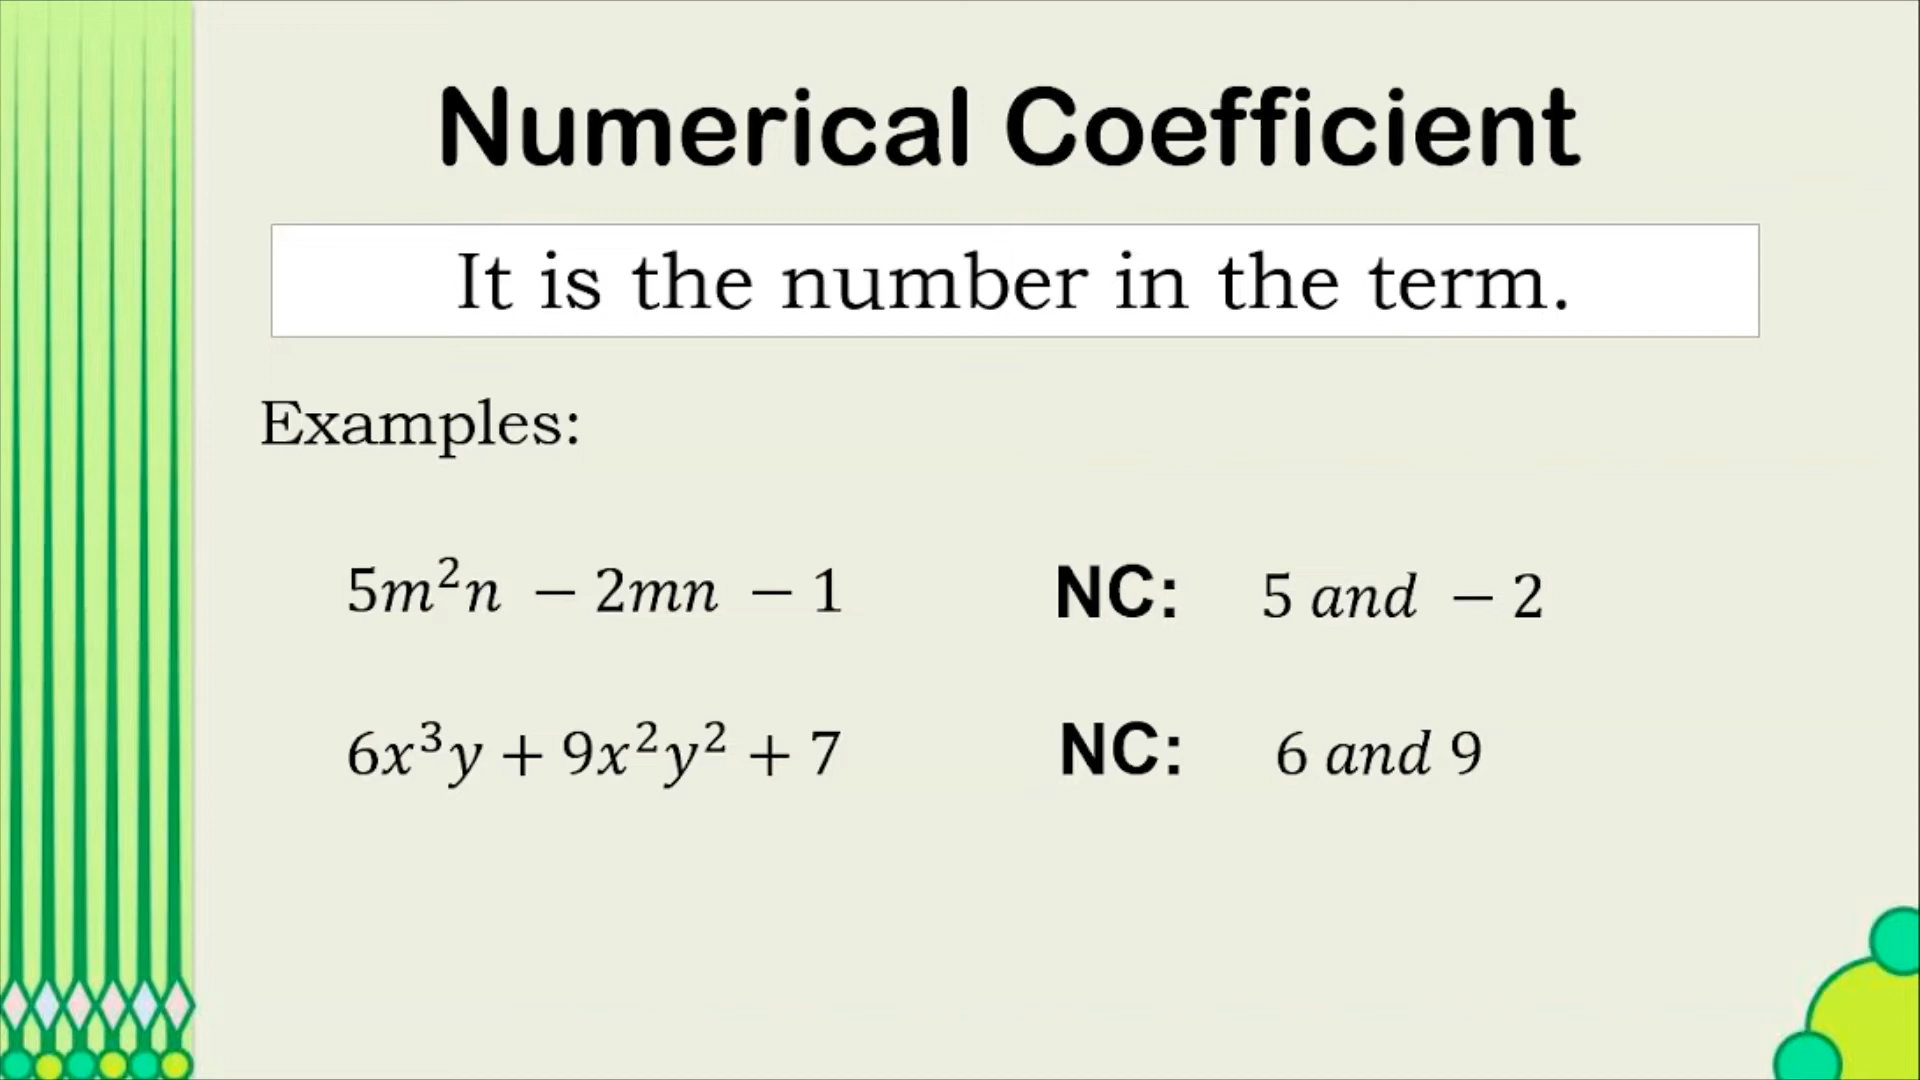 Numerical Coefficient
It is the number in the term.
Examples:
5m²n − 2mn − 1 NC: 5 and − 2
6x³y + 9x²y² + 7 NC: 6 and 9